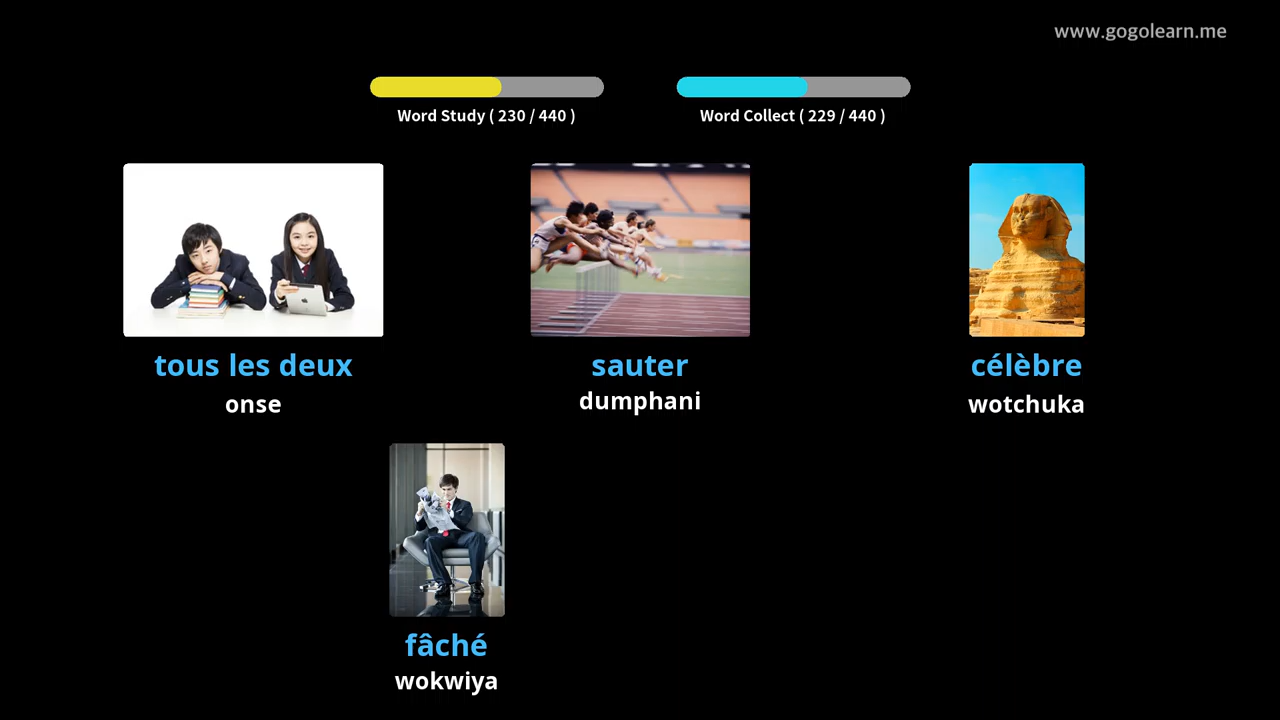 www.gogolearn.me
Word Study ( 230 / 440 )
Word Collect ( 229 / 440 )
tous les deux
onse
sauter
dumphani
célèbre
wotchuka
fâché
wokwiya